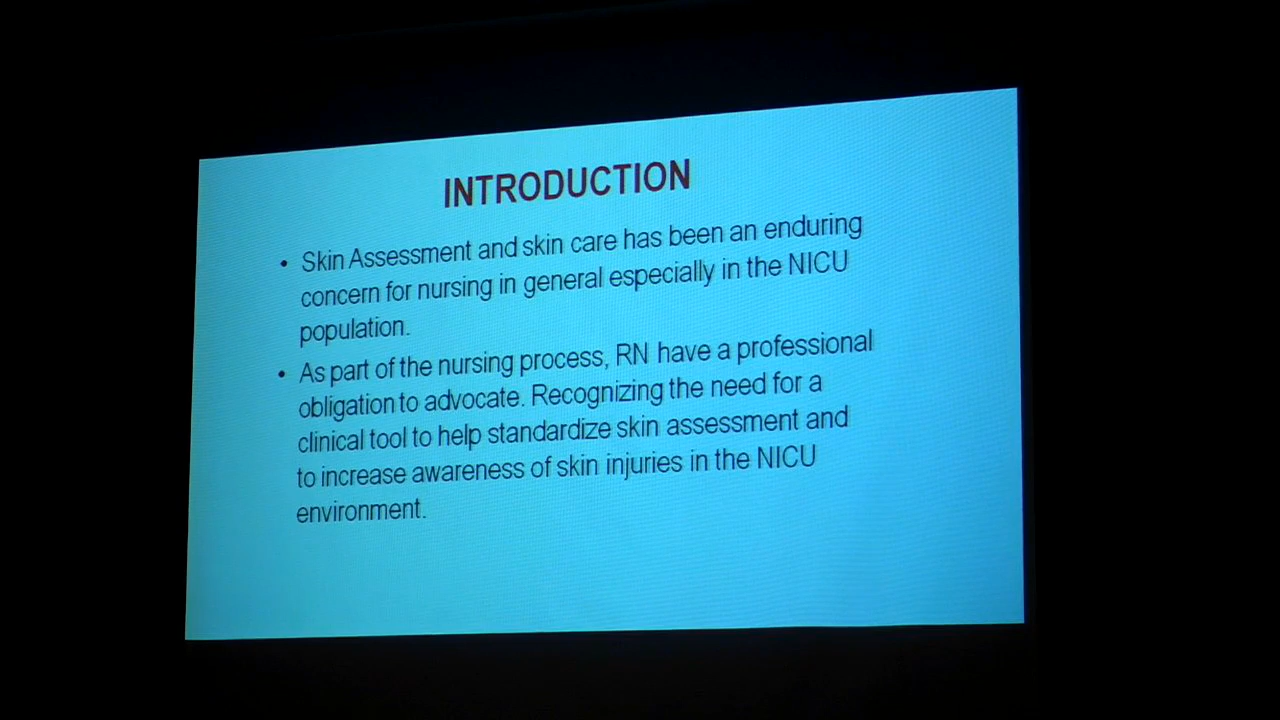 INTRODUCTION
• Skin Assessment and skin care has been an enduring
concern for nursing in general especially in the NICU
population.
• As part of the nursing process, RN have a professional
obligation to advocate. Recognizing the need for a
clinical tool to help standardize skin assessment and
to increase awareness of skin injuries in the NICU
environment.